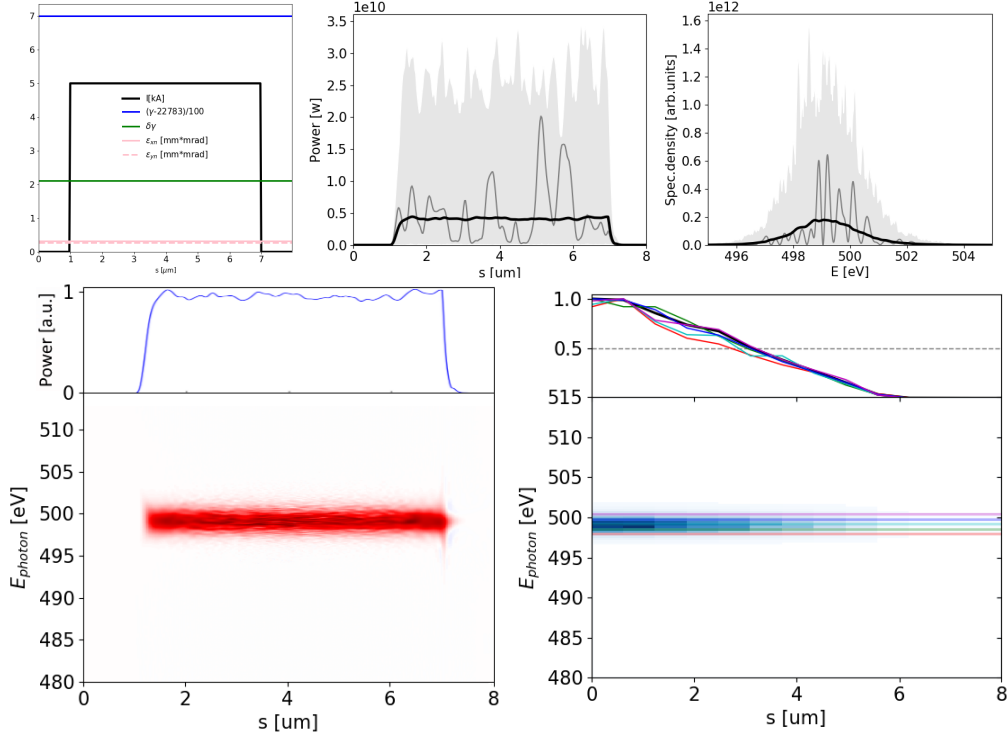 7
6
5
4
3
2
1
0
I[kA]
(γ-22783)/100
δγ
ε_xn [mm*mrad]
ε_yn [mm*mrad]
0 1 2 3 4 5 6 7
s [μm]
1e10
Power [w]
3.5
3.0
2.5
2.0
1.5
1.0
0.5
0.0
0 2 4 6 8
s [um]
1e12
Spec.density [arb.units]
1.6
1.4
1.2
1.0
0.8
0.6
0.4
0.2
0.0
496 498 500 502 504
E [eV]
Power [a.u.]
1
0
E_photon [eV]
510
505
500
495
490
485
480
0 2 4 6 8
s [um]
1.0
0.5
515
E_photon [eV]
510
505
500
495
490
485
480
0 2 4 6 8
s [um]